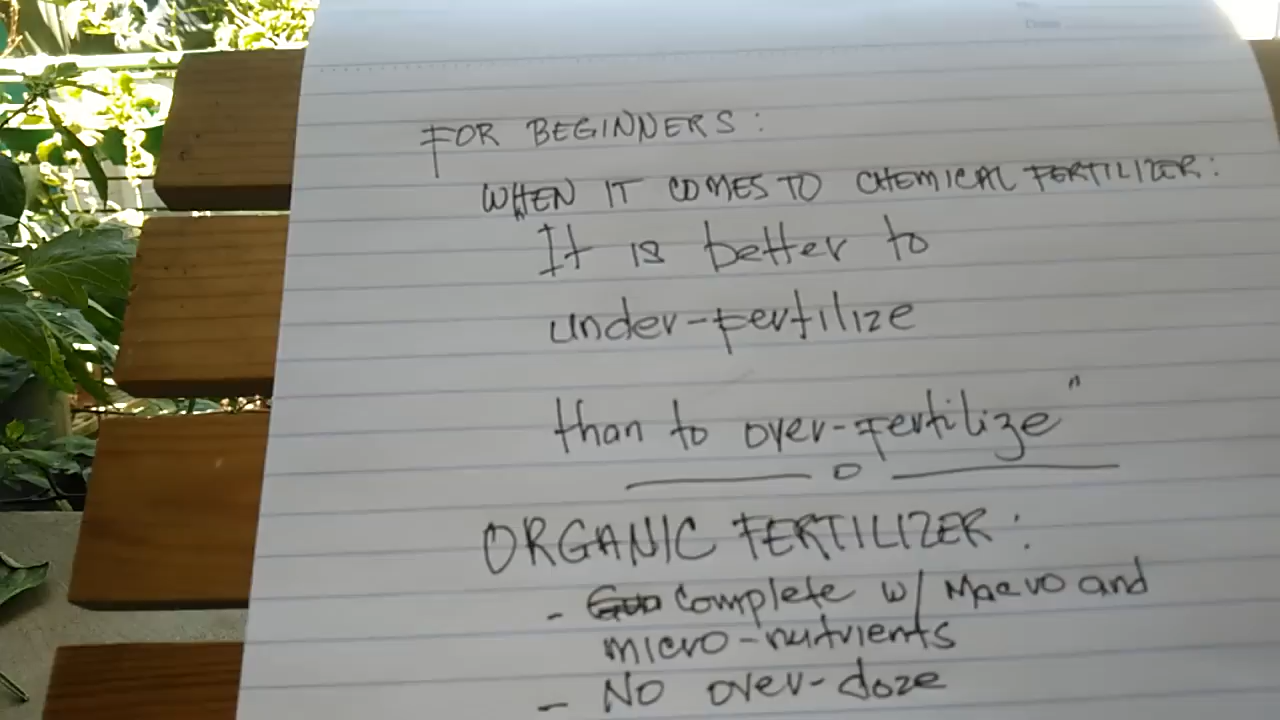 FOR BEGINNERS:
WHEN IT COMES TO CHEMICAL FERTILIZER:
It is better to
under-fertilize
than to over-fertilize"
ORGANIC FERTILIZER:
- complete w/ Macro and
micro-nutrients
- No over-doze